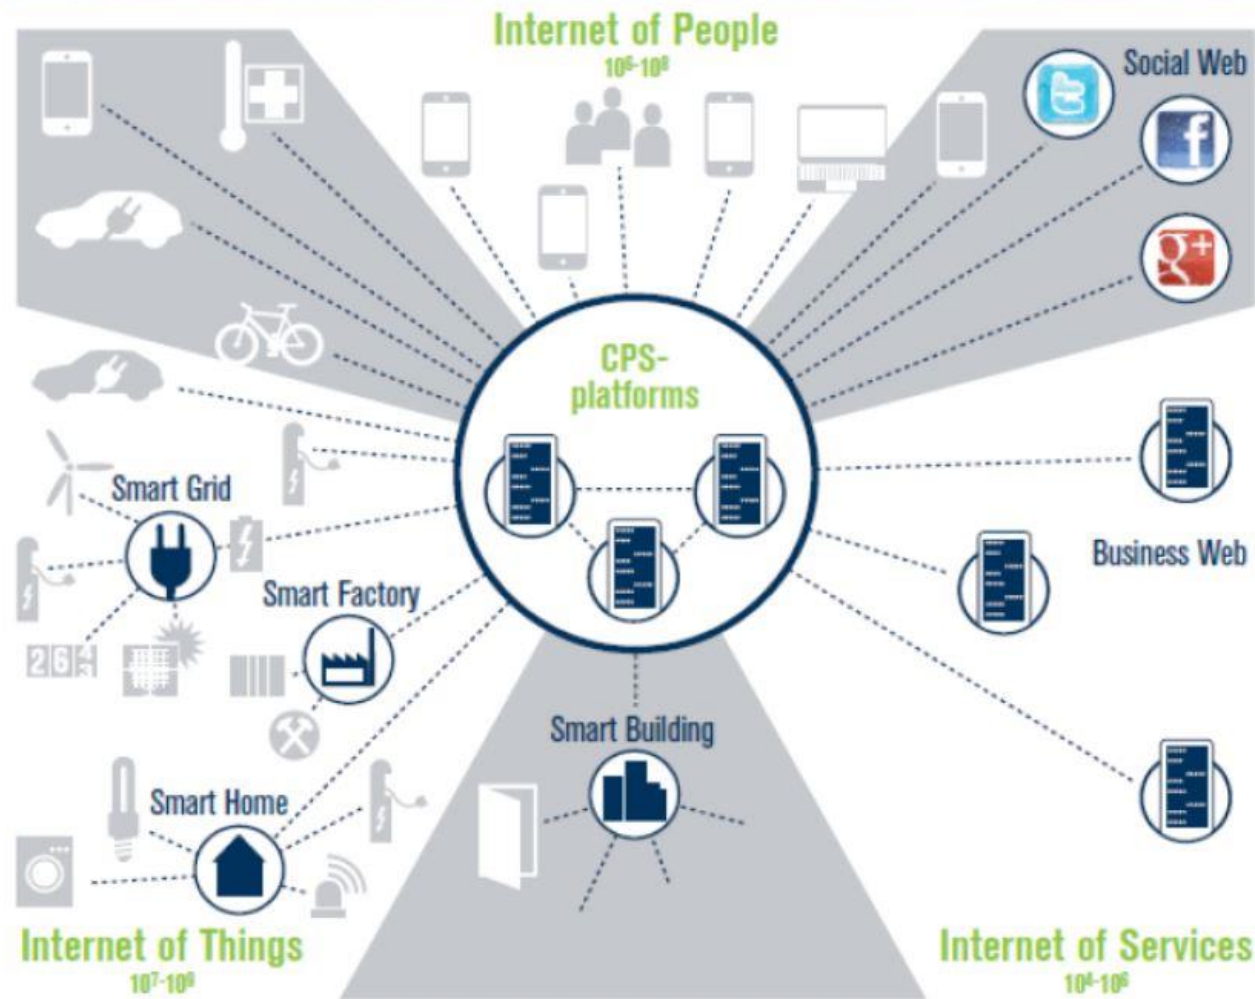 Internet of People
10⁶-10⁸
Social Web
f
g+
CPS-
platforms
Smart Grid
Business Web
Smart Factory
264
Smart Building
Smart Home
Internet of Things
10⁷-10⁹
Internet of Services
10⁴-10⁶